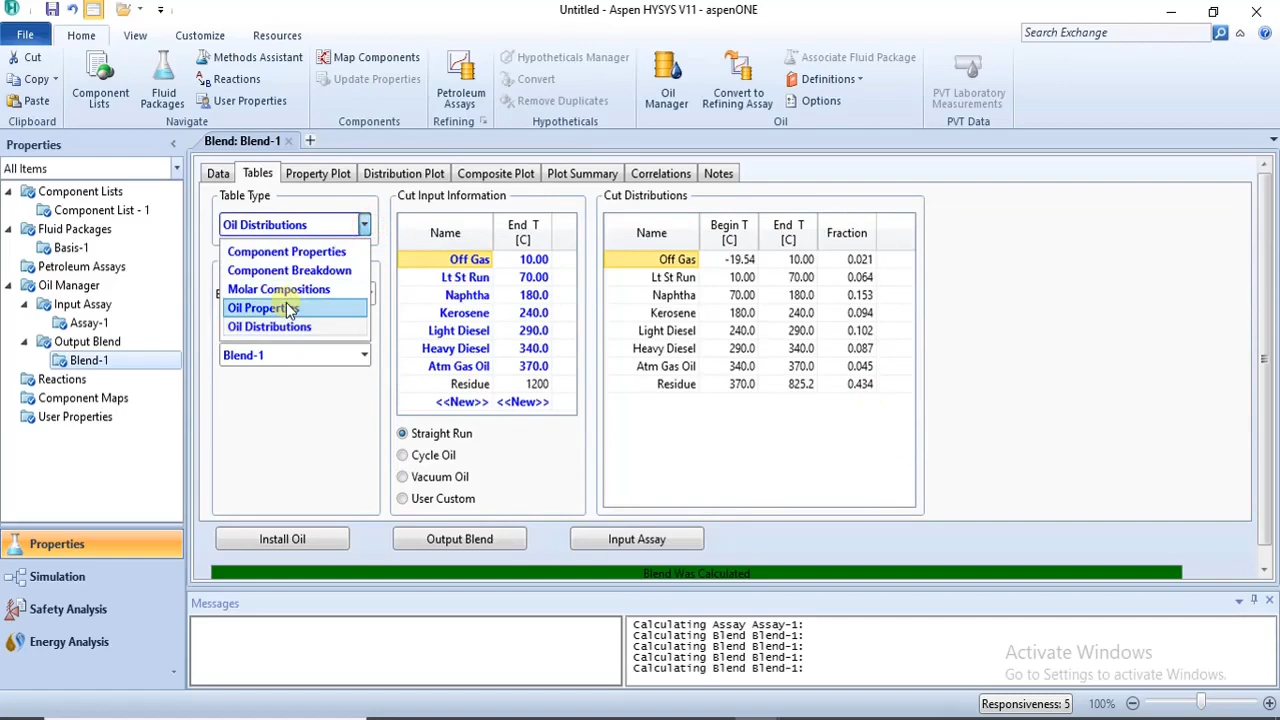 Untitled - Aspen HYSYS V11 - aspenONE
File Home View Customize Resources Search Exchange
Cut Methods Assistant Map Components Hypotheticals Manager Associate Fluid Package
Copy Reactions Update Properties Convert Definitions
Paste Component Lists Fluid Packages User Properties Petroleum Assays Remove Duplicates Oil Manager Convert to Refining Assay Options PVT Laboratory Measurements
Clipboard Navigate Components Refining Hypotheticals Oil PVT Data
Properties
All Items
Component Lists
Component List - 1
Fluid Packages
Basis-1
Petroleum Assays
Oil Manager
Input Assay
Assay-1
Output Blend
Blend-1
Reactions
Component Maps
User Properties
Properties
Simulation
Safety Analysis
Energy Analysis
Blend: Blend-1
Data Tables Property Plot Distribution Plot Composite Plot Plot Summary Correlations Notes
Table Type
Oil Distributions
Component Properties
Component Breakdown
Molar Compositions
Oil Properties
Oil Distributions
Blend-1
Cut Input Information
Name End T [C]
Off Gas 10.00
Lt St Run 70.00
Naphtha 180.0
Kerosene 240.0
Light Diesel 290.0
Heavy Diesel 340.0
Atm Gas Oil 370.0
Residue 1200
<<New>> <<New>>
Straight Run
Cycle Oil
Vacuum Oil
User Custom
Cut Distributions
Name Begin T [C] End T [C] Fraction
Off Gas -19.54 10.00 0.021
Lt St Run 10.00 70.00 0.064
Naphtha 70.00 180.0 0.153
Kerosene 180.0 240.0 0.094
Light Diesel 240.0 290.0 0.102
Heavy Diesel 290.0 340.0 0.087
Atm Gas Oil 340.0 370.0 0.045
Residue 370.0 825.2 0.434
Install Oil Output Blend Input Assay
Blend Was Calculated
Messages
Calculating Assay Assay-1:
Calculating Blend Blend-1:
Calculating Blend Blend-1:
Calculating Blend Blend-1:
Calculating Blend Blend-1:
Activate Windows
Go to Settings to activate Windows.
Responsiveness: 5 100%